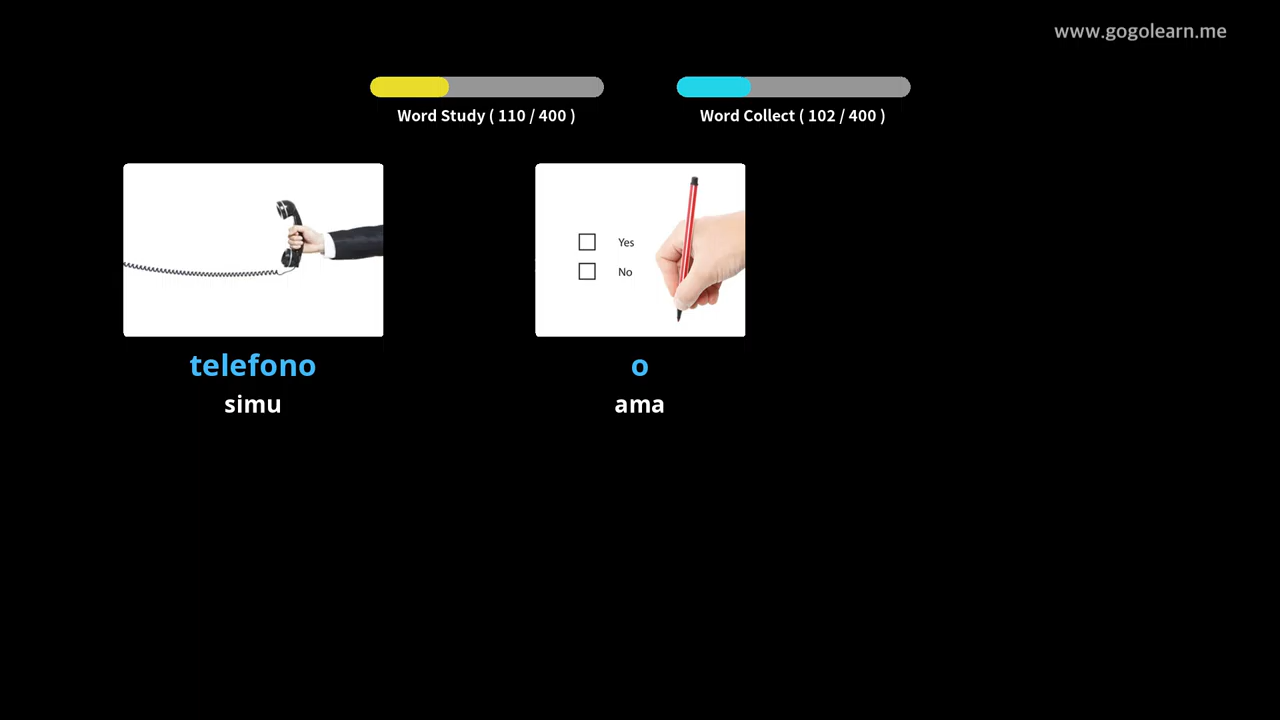 www.gogolearn.me
Word Study ( 110 / 400 )
Word Collect ( 102 / 400 )
Yes
No
telefono
simu
o
ama